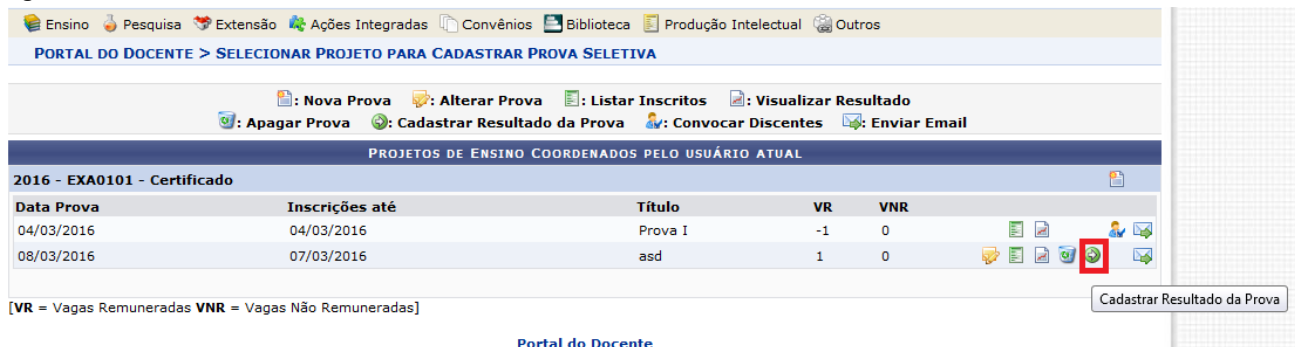 Ensino Pesquisa Extensão Ações Integradas Convênios Biblioteca Produção Intelectual Outros
PORTAL DO DOCENTE > SELECIONAR PROJETO PARA CADASTRAR PROVA SELETIVA
: Nova Prova : Alterar Prova : Listar Inscritos : Visualizar Resultado
: Apagar Prova : Cadastrar Resultado da Prova : Convocar Discentes : Enviar Email
PROJETOS DE ENSINO COORDENADOS PELO USUÁRIO ATUAL
2016 - EXA0101 - Certificado
Data Prova Inscrições até Título VR VNR
04/03/2016 04/03/2016 Prova I -1 0
08/03/2016 07/03/2016 asd 1 0
Cadastrar Resultado da Prova
[VR = Vagas Remuneradas VNR = Vagas Não Remuneradas]
Portal do Docente